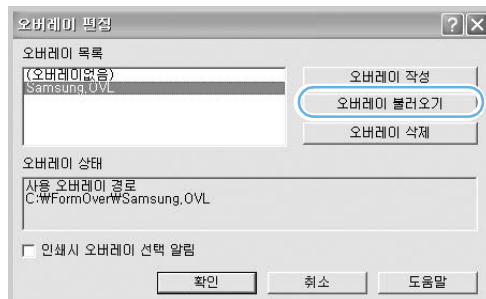 오버레이 편집
오버레이 목록
(오버레이없음)
Samsung,OVL
오버레이 작성
오버레이 불러오기
오버레이 삭제
오버레이 상태
사용 오버레이 경로
C:₩FormOver₩Samsung,OVL
인쇄시 오버레이 선택 알림
확인 취소 도움말